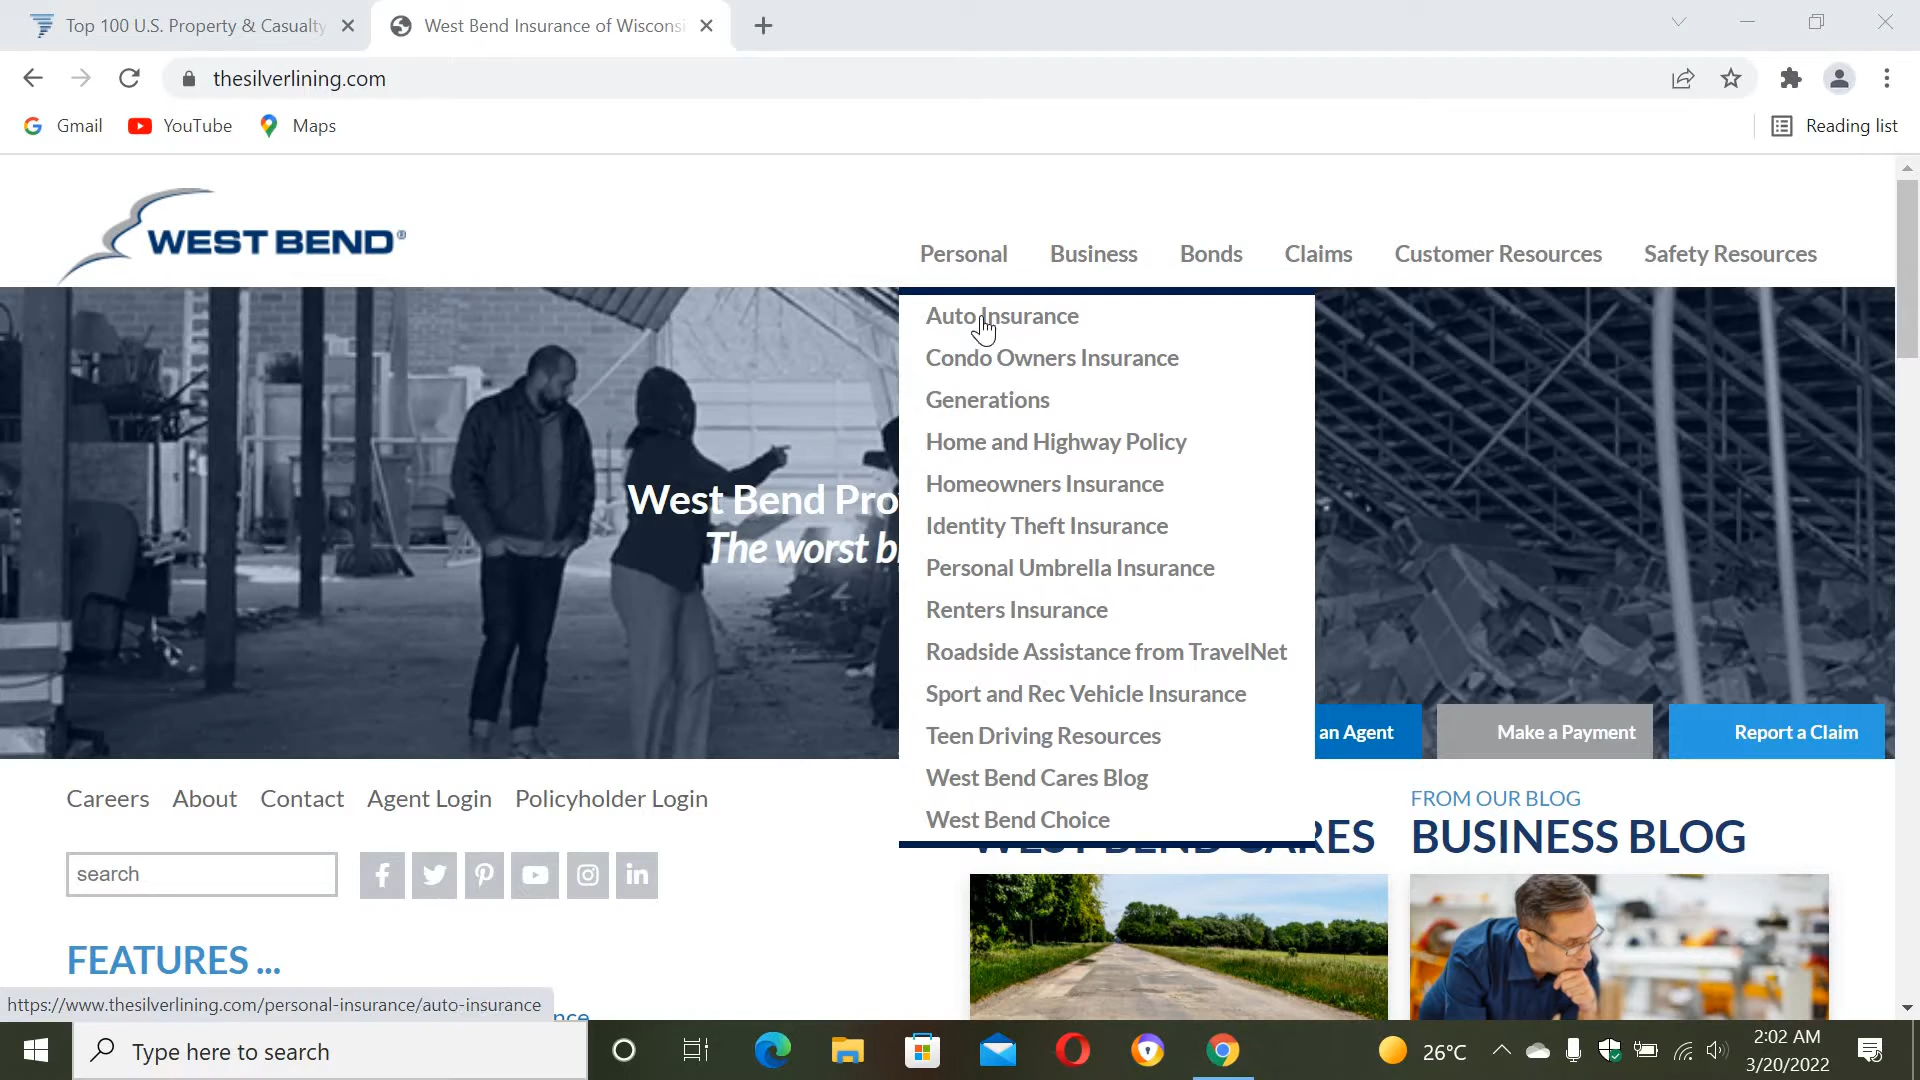 Top 100 U.S. Property & Casualty
West Bend Insurance of Wiscons
thesilverlining.com
Gmail
YouTube
Maps
Reading list
WEST BEND®
Personal
Business
Bonds
Claims
Customer Resources
Safety Resources
Auto Insurance
Condo Owners Insurance
Generations
Home and Highway Policy
Homeowners Insurance
Identity Theft Insurance
Personal Umbrella Insurance
Renters Insurance
Roadside Assistance from TravelNet
Sport and Rec Vehicle Insurance
Teen Driving Resources
West Bend Cares Blog
West Bend Choice
West Bend Pro
The worst b
an Agent
Make a Payment
Report a Claim
Careers
About
Contact
Agent Login
Policyholder Login
search
FEATURES ...
WEST BEND CARES
FROM OUR BLOG
BUSINESS BLOG
https://www.thesilverlining.com/personal-insurance/auto-insurance
nce
Type here to search
26°C
2:02 AM
3/20/2022